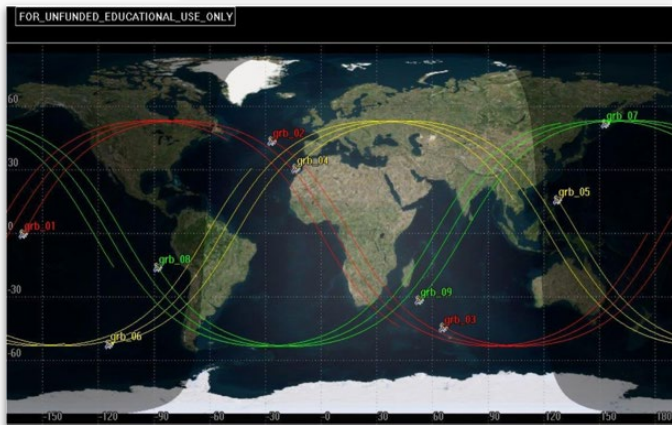 FOR_UNFUNDED_EDUCATIONAL_USE_ONLY
60
grb_07
grb_02
30
grb_04
grb_05
0
grb_01
grb_08
-30
grb_09
grb_03
grb_06
-60
-150 -120 -90 -60 -30 -0 30 60 90 120 150 180